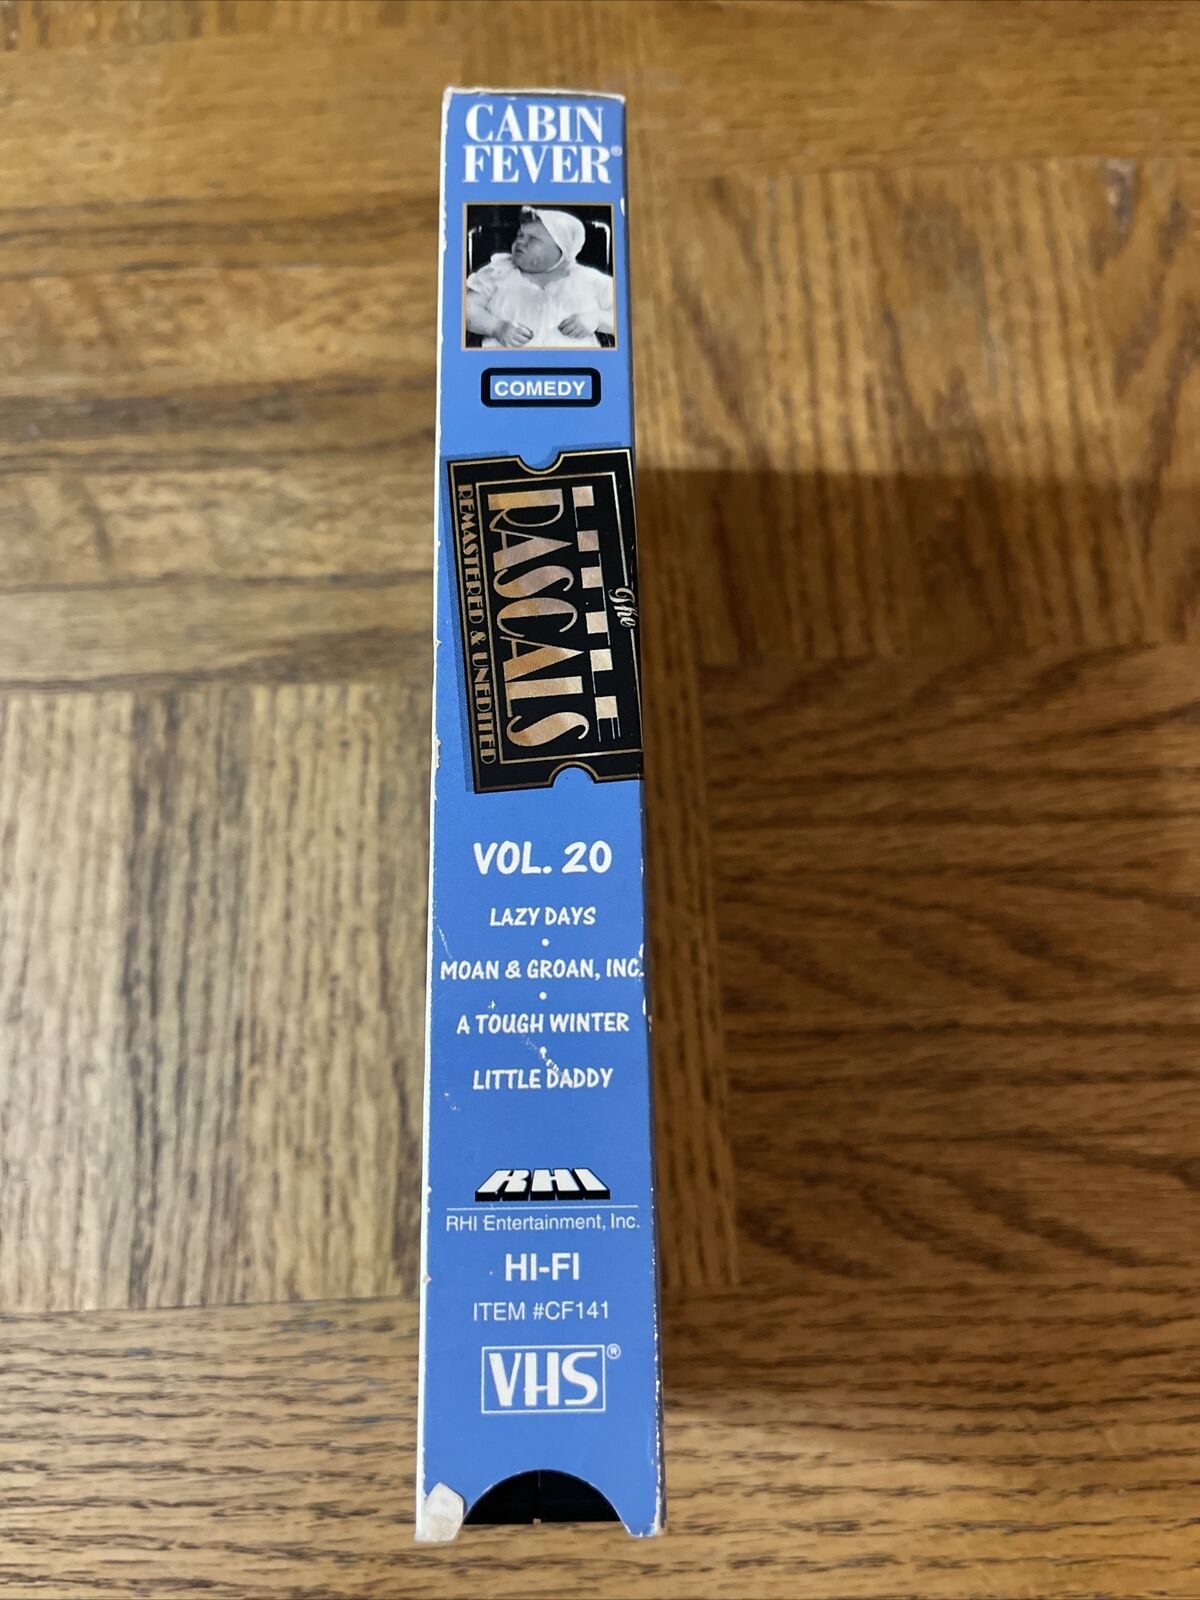 CABIN
FEVER®
COMEDY
The
LITTLE
RASCALS
REMASTERED & UNEDITED
VOL. 20
LAZY DAYS
•
MOAN & GROAN, INC.
•
A TOUGH WINTER
•
LITTLE DADDY
RHI
RHI Entertainment, Inc.
HI-FI
ITEM #CF141
VHS®